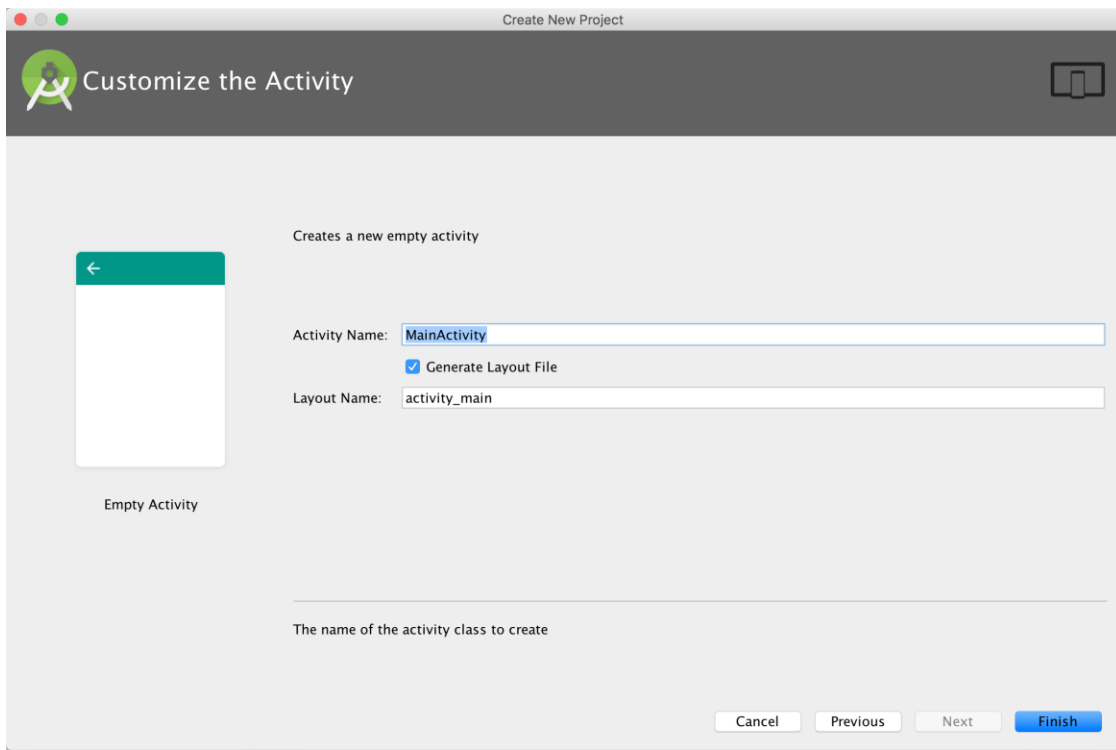 Create New Project
Customize the Activity
Creates a new empty activity
Activity Name: MainActivity
Generate Layout File
Layout Name: activity_main
Empty Activity
The name of the activity class to create
Cancel Previous Next Finish